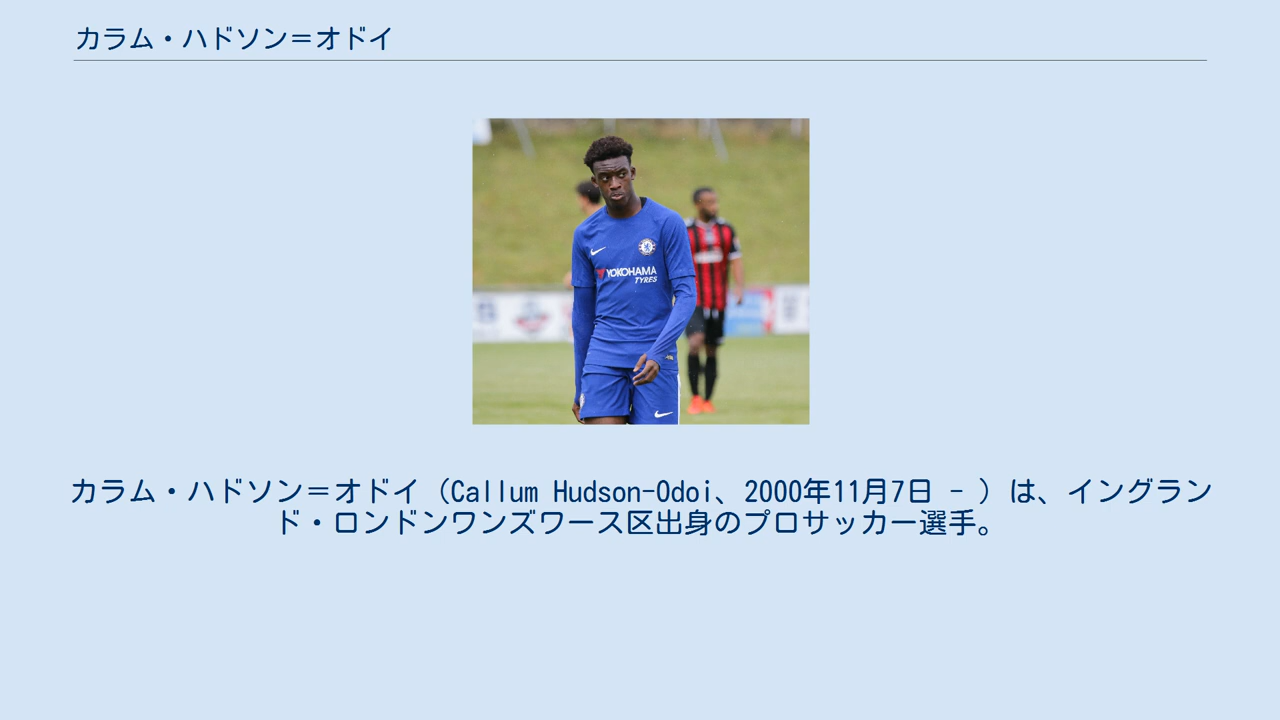 カラム・ハドソン＝オドイ
YOKOHAMA
TYRES
カラム・ハドソン＝オドイ（Callum Hudson-Odoi、2000年11月7日 - ）は、イングラン
ド・ロンドンワンズワース区出身のプロサッカー選手。